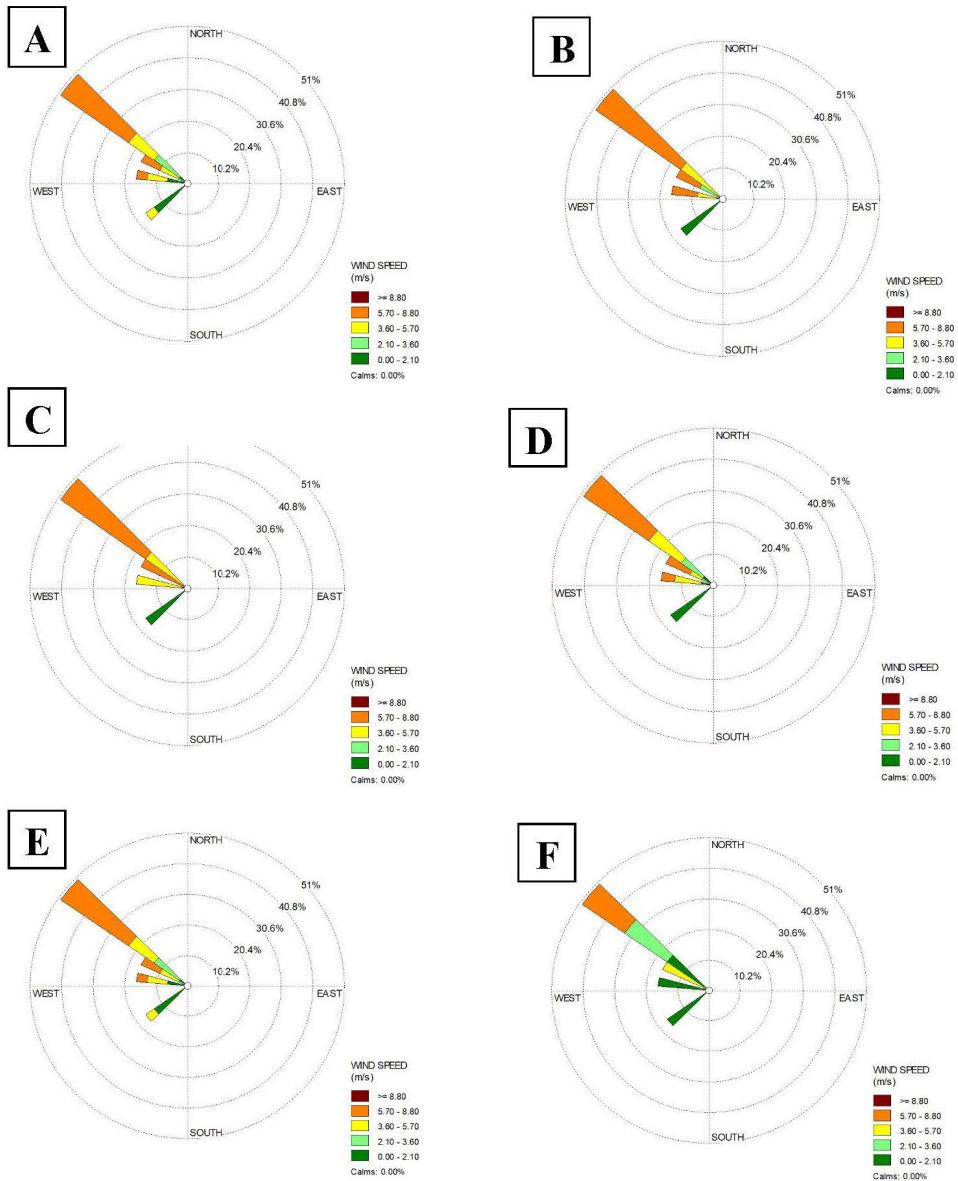 A
NORTH
51%
40.8%
30.6%
20.4%
10.2%
WEST
EAST
SOUTH
WIND SPEED
(m/s)
>= 8.80
5.70 - 8.80
3.60 - 5.70
2.10 - 3.60
0.00 - 2.10
Calms: 0.00%
B
NORTH
51%
40.8%
30.6%
20.4%
10.2%
WEST
EAST
SOUTH
WIND SPEED
(m/s)
>= 8.80
5.70 - 8.80
3.60 - 5.70
2.10 - 3.60
0.00 - 2.10
Calms: 0.00%
C
51%
40.8%
30.6%
20.4%
10.2%
WEST
EAST
SOUTH
WIND SPEED
(m/s)
>= 8.80
5.70 - 8.80
3.60 - 5.70
2.10 - 3.60
0.00 - 2.10
Calms: 0.00%
D
NORTH
51%
40.8%
30.6%
20.4%
10.2%
WEST
EAST
SOUTH
WIND SPEED
(m/s)
>= 8.80
5.70 - 8.80
3.60 - 5.70
2.10 - 3.60
0.00 - 2.10
Calms: 0.00%
E
NORTH
51%
40.8%
30.6%
20.4%
10.2%
WEST
EAST
SOUTH
WIND SPEED
(m/s)
>= 8.80
5.70 - 8.80
3.60 - 5.70
2.10 - 3.60
0.00 - 2.10
Calms: 0.00%
F
NORTH
51%
40.8%
30.6%
20.4%
10.2%
WEST
EAST
SOUTH
WIND SPEED
(m/s)
>= 8.80
5.70 - 8.80
3.60 - 5.70
2.10 - 3.60
0.00 - 2.10
Calms: 0.00%